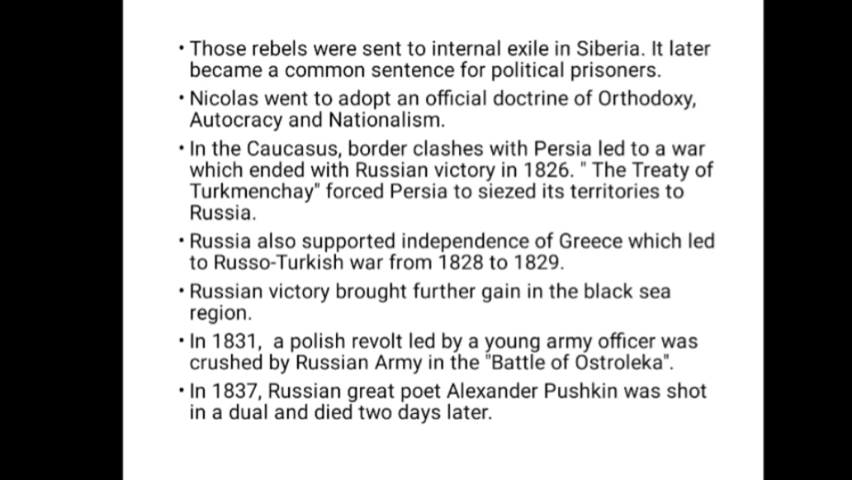 • Those rebels were sent to internal exile in Siberia. It later
became a common sentence for political prisoners.
• Nicolas went to adopt an official doctrine of Orthodoxy,
Autocracy and Nationalism.
• In the Caucasus, border clashes with Persia led to a war
which ended with Russian victory in 1826. " The Treaty of
Turkmenchay" forced Persia to siezed its territories to
Russia.
• Russia also supported independence of Greece which led
to Russo-Turkish war from 1828 to 1829.
• Russian victory brought further gain in the black sea
region.
• In 1831,  a polish revolt led by a young army officer was
crushed by Russian Army in the "Battle of Ostroleka".
• In 1837, Russian great poet Alexander Pushkin was shot
in a dual and died two days later.